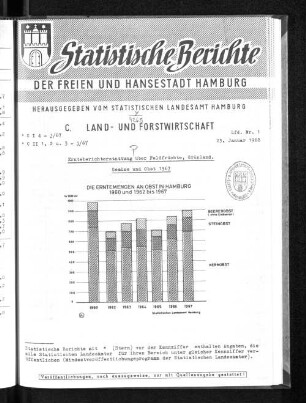 Statistische Berichte
DER FREIEN UND HANSESTADT HAMBURG
HERAUSGEGEBEN VOM STATISTISCHEN LANDESAMT HAMBURG
C. LAND- UND FORSTWIRTSCHAFT
Lfd. Nr. 1
23. Januar 1968
Ernteberichterstattung über Feldfrüchte, Grünland,
Gemüse und Obst 1967
DIE ERNTEMENGEN AN OBST IN HAMBURG
1960 und 1962 bis 1967
BEERENOBST
STEINOBST
KERNOBST
1960 1962 1963 1964 1965 1966 1967
Statistisches Landesamt Hamburg
Statistische Berichte mit * (Stern) vor der Kennziffer enthalten Angaben, die
alle Statistischen Landesämter für ihren Bereich unter gleicher Kennziffer ver-
öffentlichen (Mindestveröffentlichungsprogramm der Statistischen Landesämter).
Veröffentlichungen, auch auszugsweise, nur mit Quellenangabe gestattet!